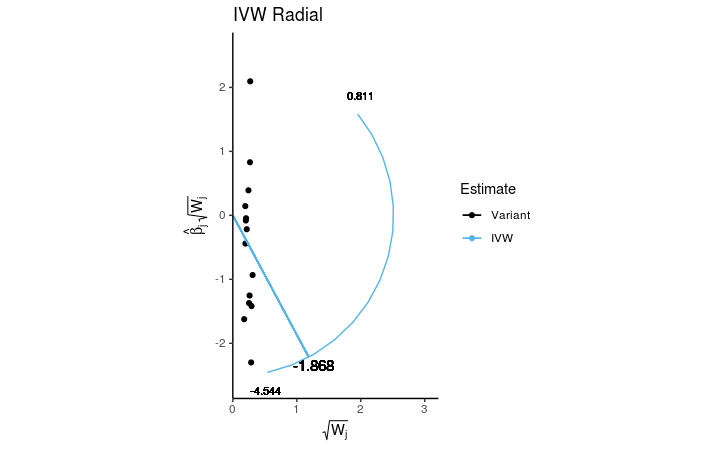 IVW Radial
0.811
2
1
0
-1
-2
β̂ⱼ√Wⱼ
-1.868
-4.544
0 1 2 3
√Wⱼ
Estimate
Variant
IVW